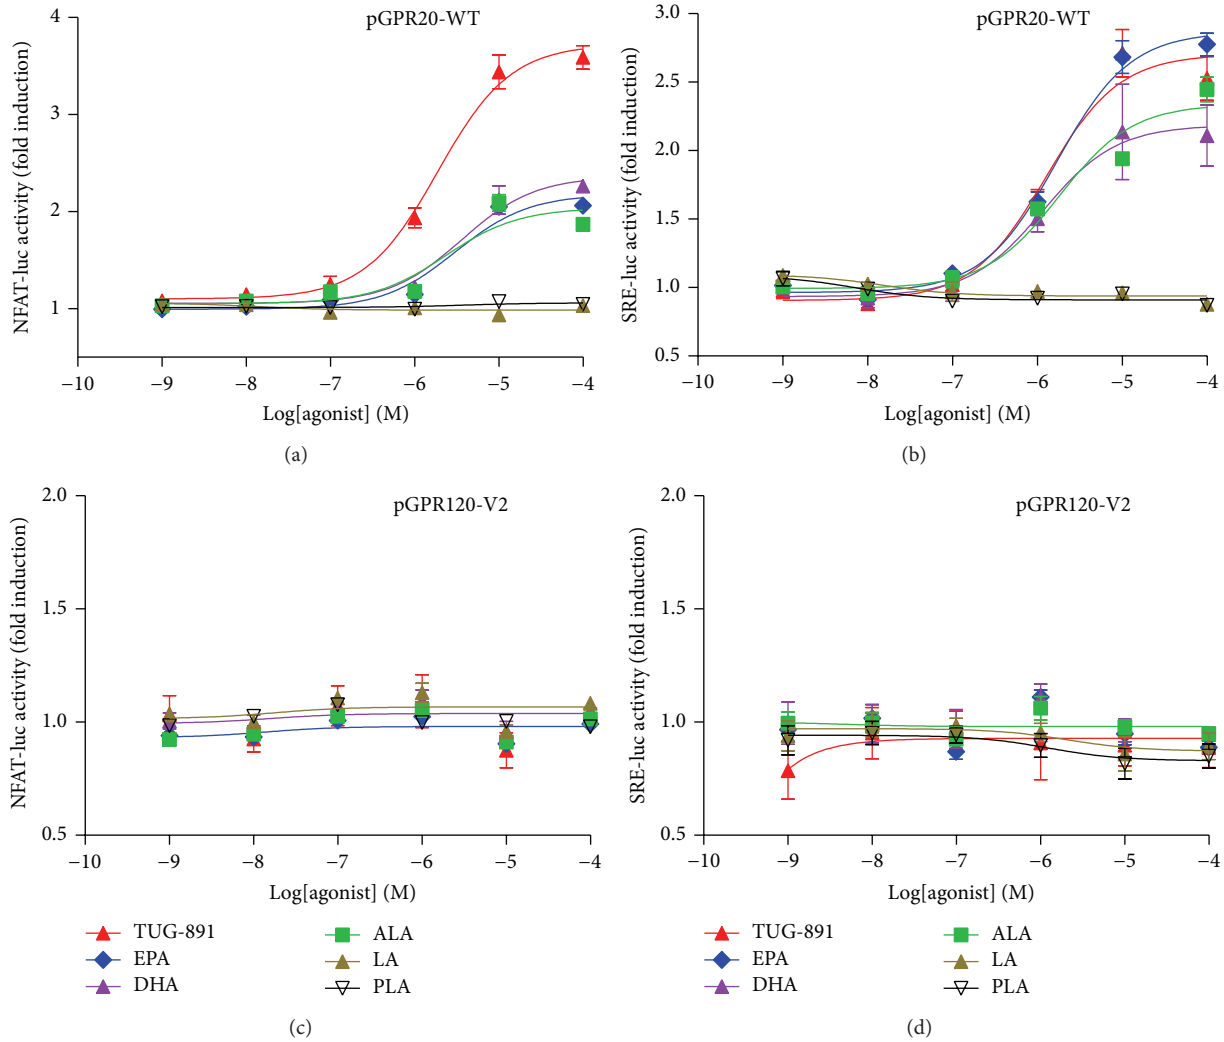 pGPR20-WT
NFAT-luc activity (fold induction)
4
3
2
1
−10
−9
−8
−7
−6
−5
−4
Log[agonist] (M)
(a)
pGPR20-WT
SRE-luc activity (fold induction)
3.0
2.5
2.0
1.5
1.0
0.5
−10
−9
−8
−7
−6
−5
−4
Log[agonist] (M)
(b)
pGPR120-V2
NFAT-luc activity (fold induction)
2.0
1.5
1.0
0.5
−10
−9
−8
−7
−6
−5
−4
Log[agonist] (M)
TUG-891
EPA
DHA
ALA
LA
PLA
(c)
pGPR120-V2
SRE-luc activity (fold induction)
2.0
1.5
1.0
0.5
−10
−9
−8
−7
−6
−5
−4
Log[agonist] (M)
TUG-891
EPA
DHA
ALA
LA
PLA
(d)